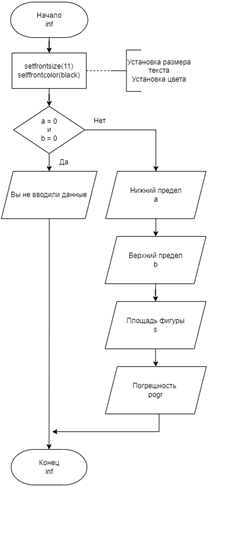 Начало
inf
setfrontsize(11)
selffrontcolor(black)
Установка размера
текста
Установка цвета
a = 0
и
b = 0
Нет
Да
Вы не вводили данные
Нижний предел
a
Верхний предел
b
Площадь фигуры
s
Погрешность
pogr
Конец
inf